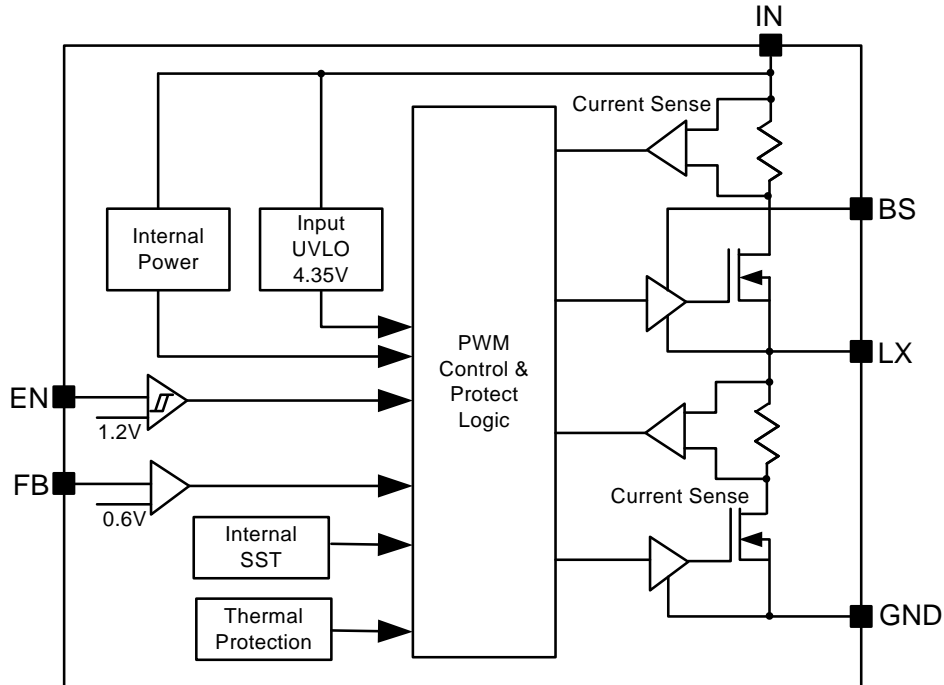 IN
Current Sense
BS
Internal
Power
Input
UVLO
4.35V
PWM
Control &
Protect
Logic
LX
EN
1.2V
FB
0.6V
Current Sense
Internal
SST
Thermal
Protection
GND